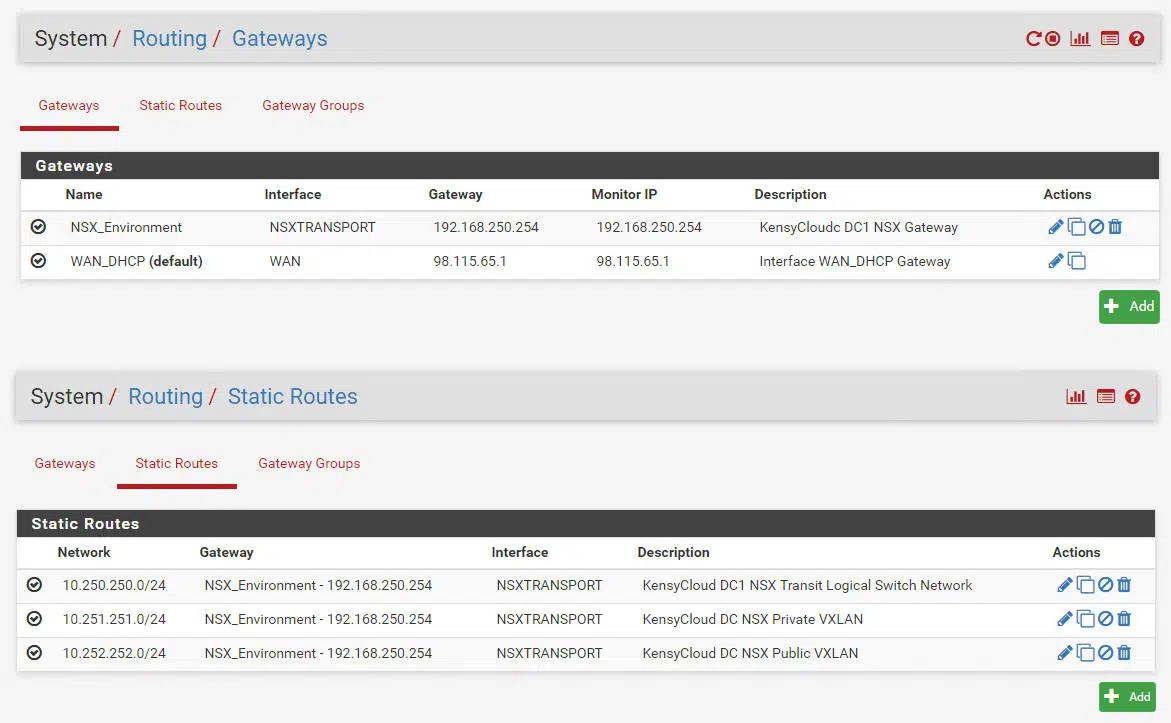 System / Routing / Gateways
Gateways Static Routes Gateway Groups
Gateways
Name Interface Gateway Monitor IP Description Actions
NSX_Environment NSXTRANSPORT 192.168.250.254 192.168.250.254 KensyCloudc DC1 NSX Gateway
WAN_DHCP (default) WAN 98.115.65.1 98.115.65.1 Interface WAN_DHCP Gateway
Add
System / Routing / Static Routes
Gateways Static Routes Gateway Groups
Static Routes
Network Gateway Interface Description Actions
10.250.250.0/24 NSX_Environment - 192.168.250.254 NSXTRANSPORT KensyCloud DC1 NSX Transit Logical Switch Network
10.251.251.0/24 NSX_Environment - 192.168.250.254 NSXTRANSPORT KensyCloud DC NSX Private VXLAN
10.252.252.0/24 NSX_Environment - 192.168.250.254 NSXTRANSPORT KensyCloud DC NSX Public VXLAN
Add